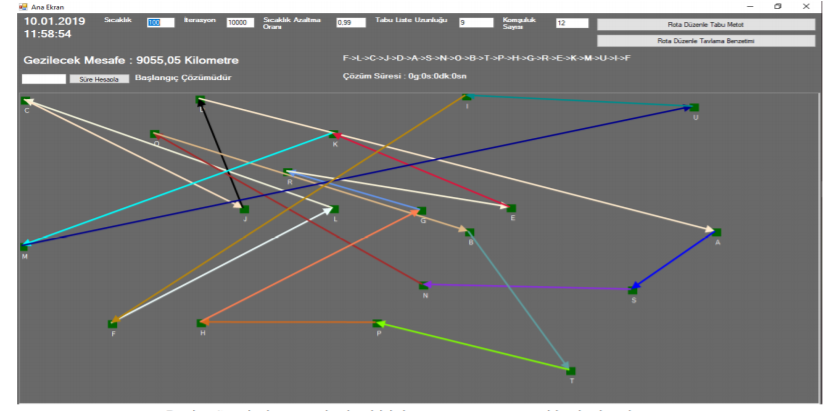 Ana Ekran
10.01.2019
11:58:54
Sıcaklık 100 İterasyon 10000 Sıcaklık Azaltma Oranı 0,99 Tabu Liste Uzunluğu 9 Komşuluk Sayısı 12
Rota Düzenle Tabu Metot
Rota Düzenle Tavlama Benzetimi
Gezilecek Mesafe : 9055,05 Kilometre
F->L->C->J->D->A->S->N->O->B->T->P->H->G->R->E->K->M->U->I->F
Süre Hesapla Başlangıç Çözümüdür
Çözüm Süresi : 0g:0s:0dk:0sn
C
I
U
O
K
R
J
L
G
E
B
A
M
N
S
F
H
P
T